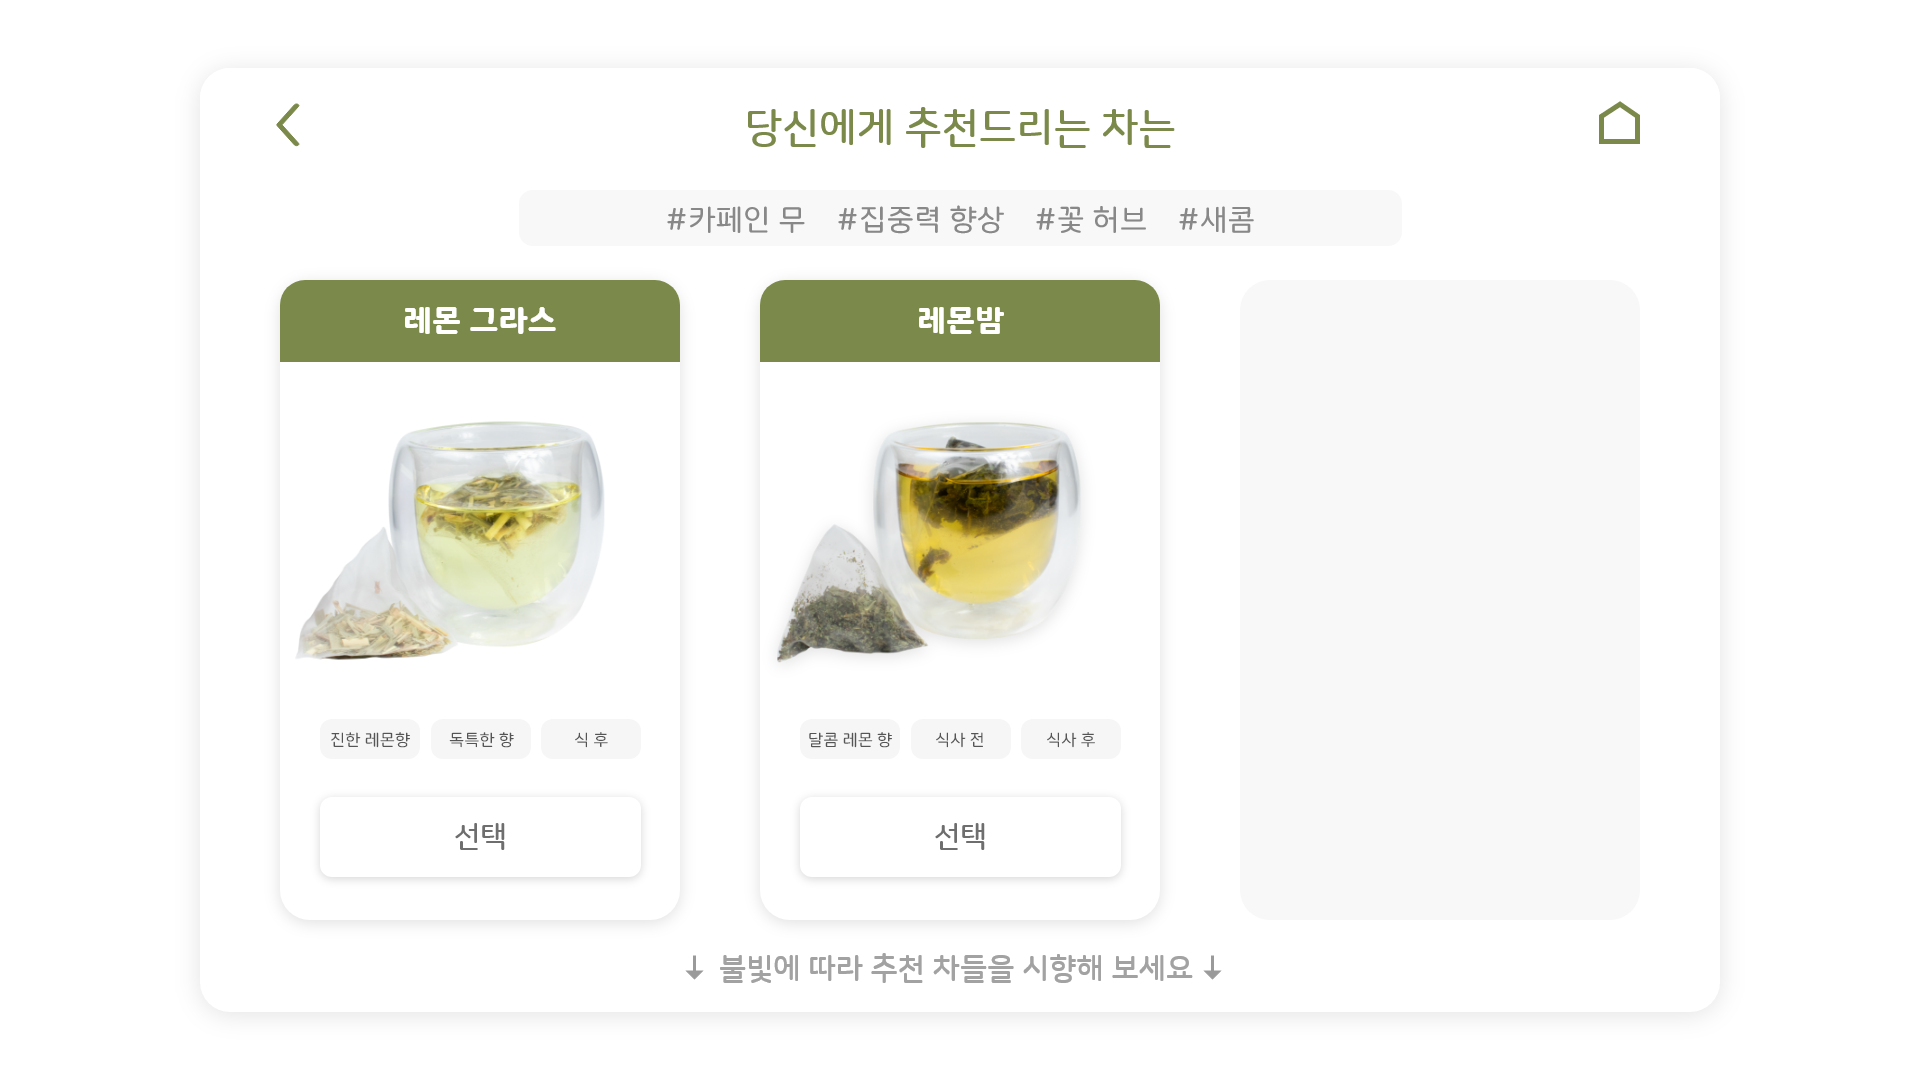 당신에게 추천드리는 차는
#카페인 무 #집중력 향상 #꽃 허브 #새콤
레몬 그라스
진한 레몬향 독특한 향 식 후
선택
레몬밤
달콤 레몬 향 식사 전 식사 후
선택
↓ 불빛에 따라 추천 차들을 시향해 보세요 ↓